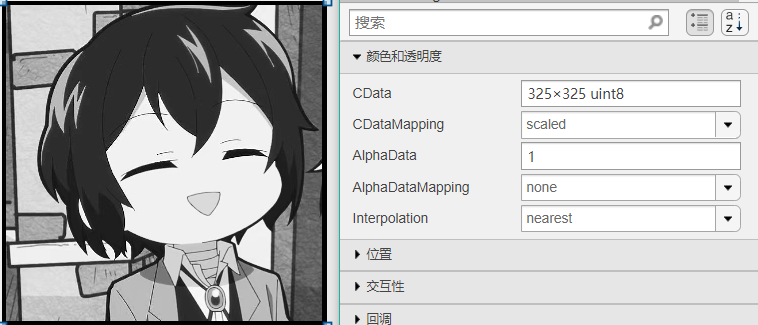 搜索
a
z
颜色和透明度
CData 325×325 uint8
CDataMapping scaled
AlphaData 1
AlphaDataMapping none
Interpolation nearest
位置
交互性
回调